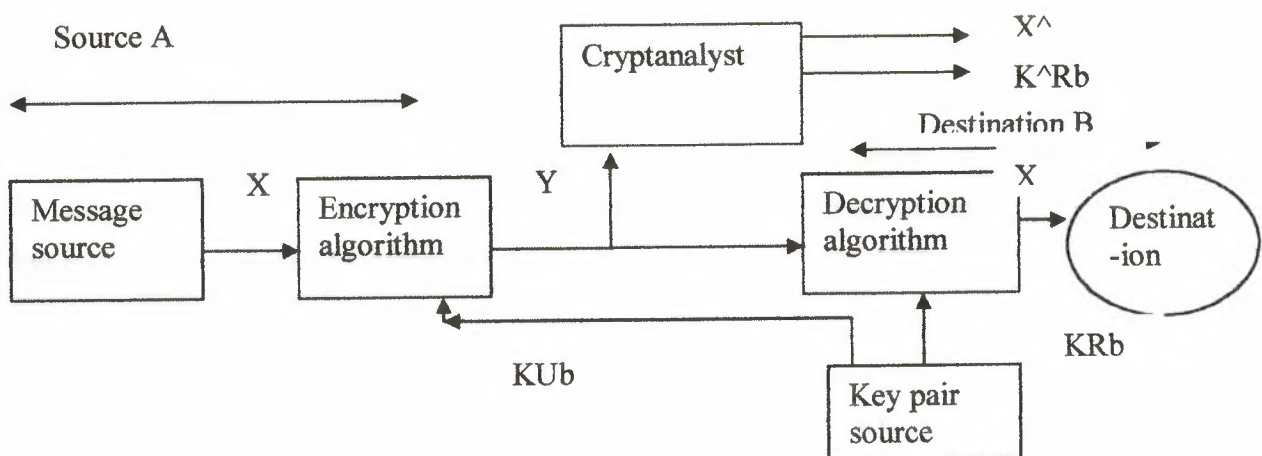 Source A
Cryptanalyst
X^
K^Rb
Destination B
Message
source
X
Encryption
algorithm
Y
Decryption
algorithm
X
Destinat
-ion
KUb
KRb
Key pair
source